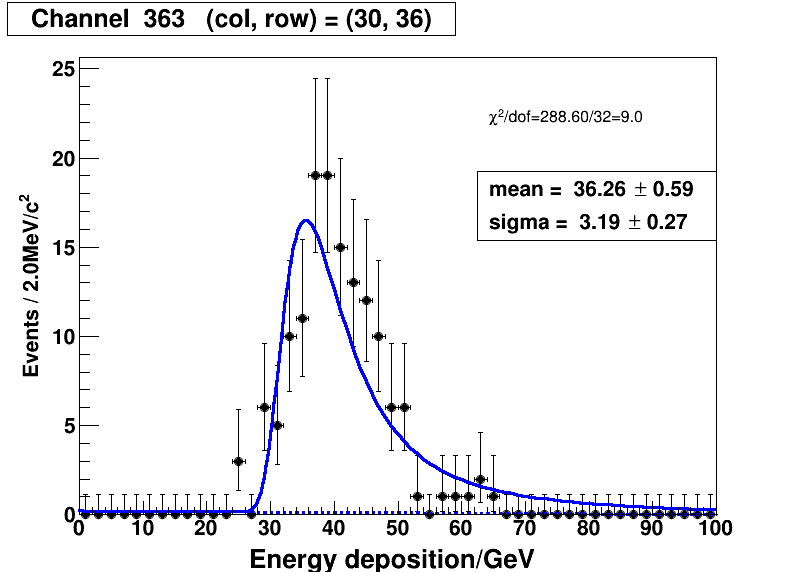 Channel 363 (col, row) = (30, 36)
25
20
15
10
5
0
Events / 2.0MeV/c²
χ²/dof=288.60/32=9.0
mean = 36.26 ± 0.59
sigma = 3.19 ± 0.27
0 10 20 30 40 50 60 70 80 90 100
Energy deposition/GeV